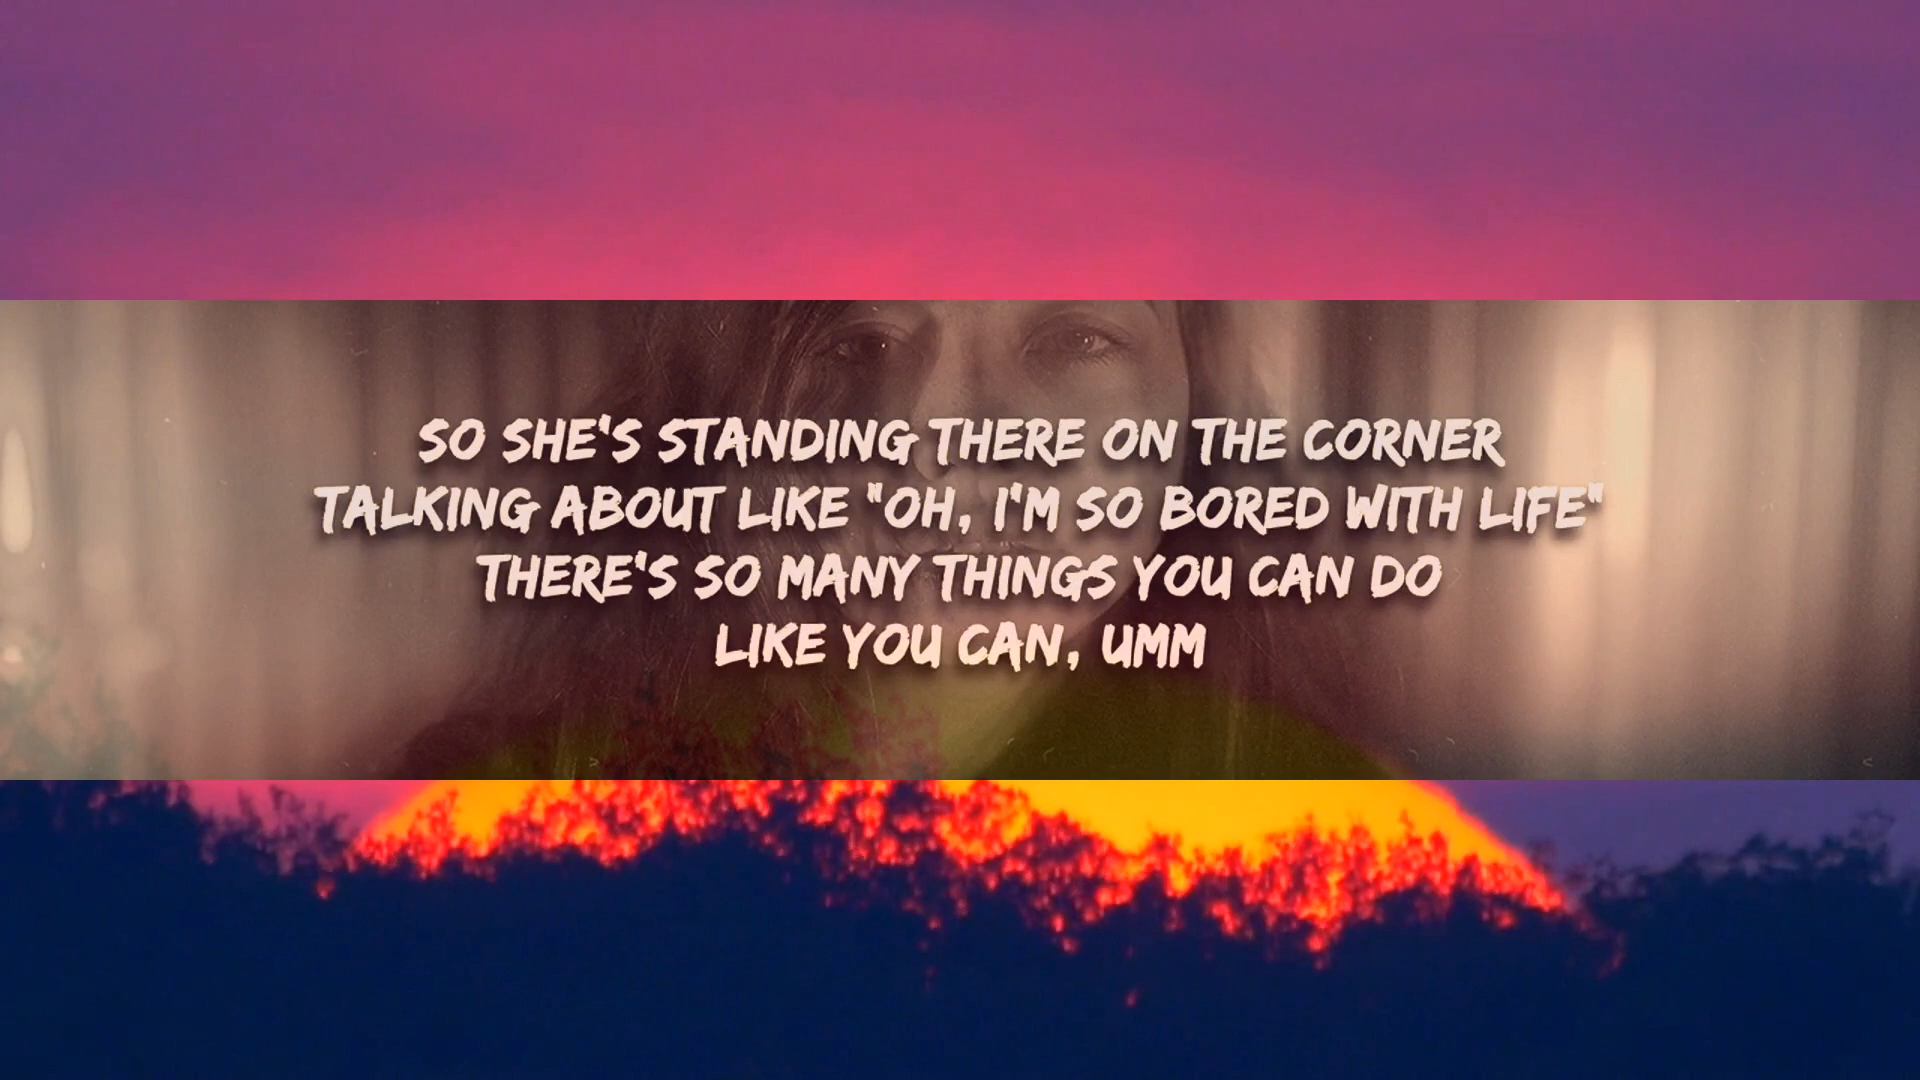 SO SHE'S STANDING THERE ON THE CORNER
TALKING ABOUT LIKE "OH, I'M SO BORED WITH LIFE"
THERE'S SO MANY THINGS YOU CAN DO
LIKE YOU CAN, UMM